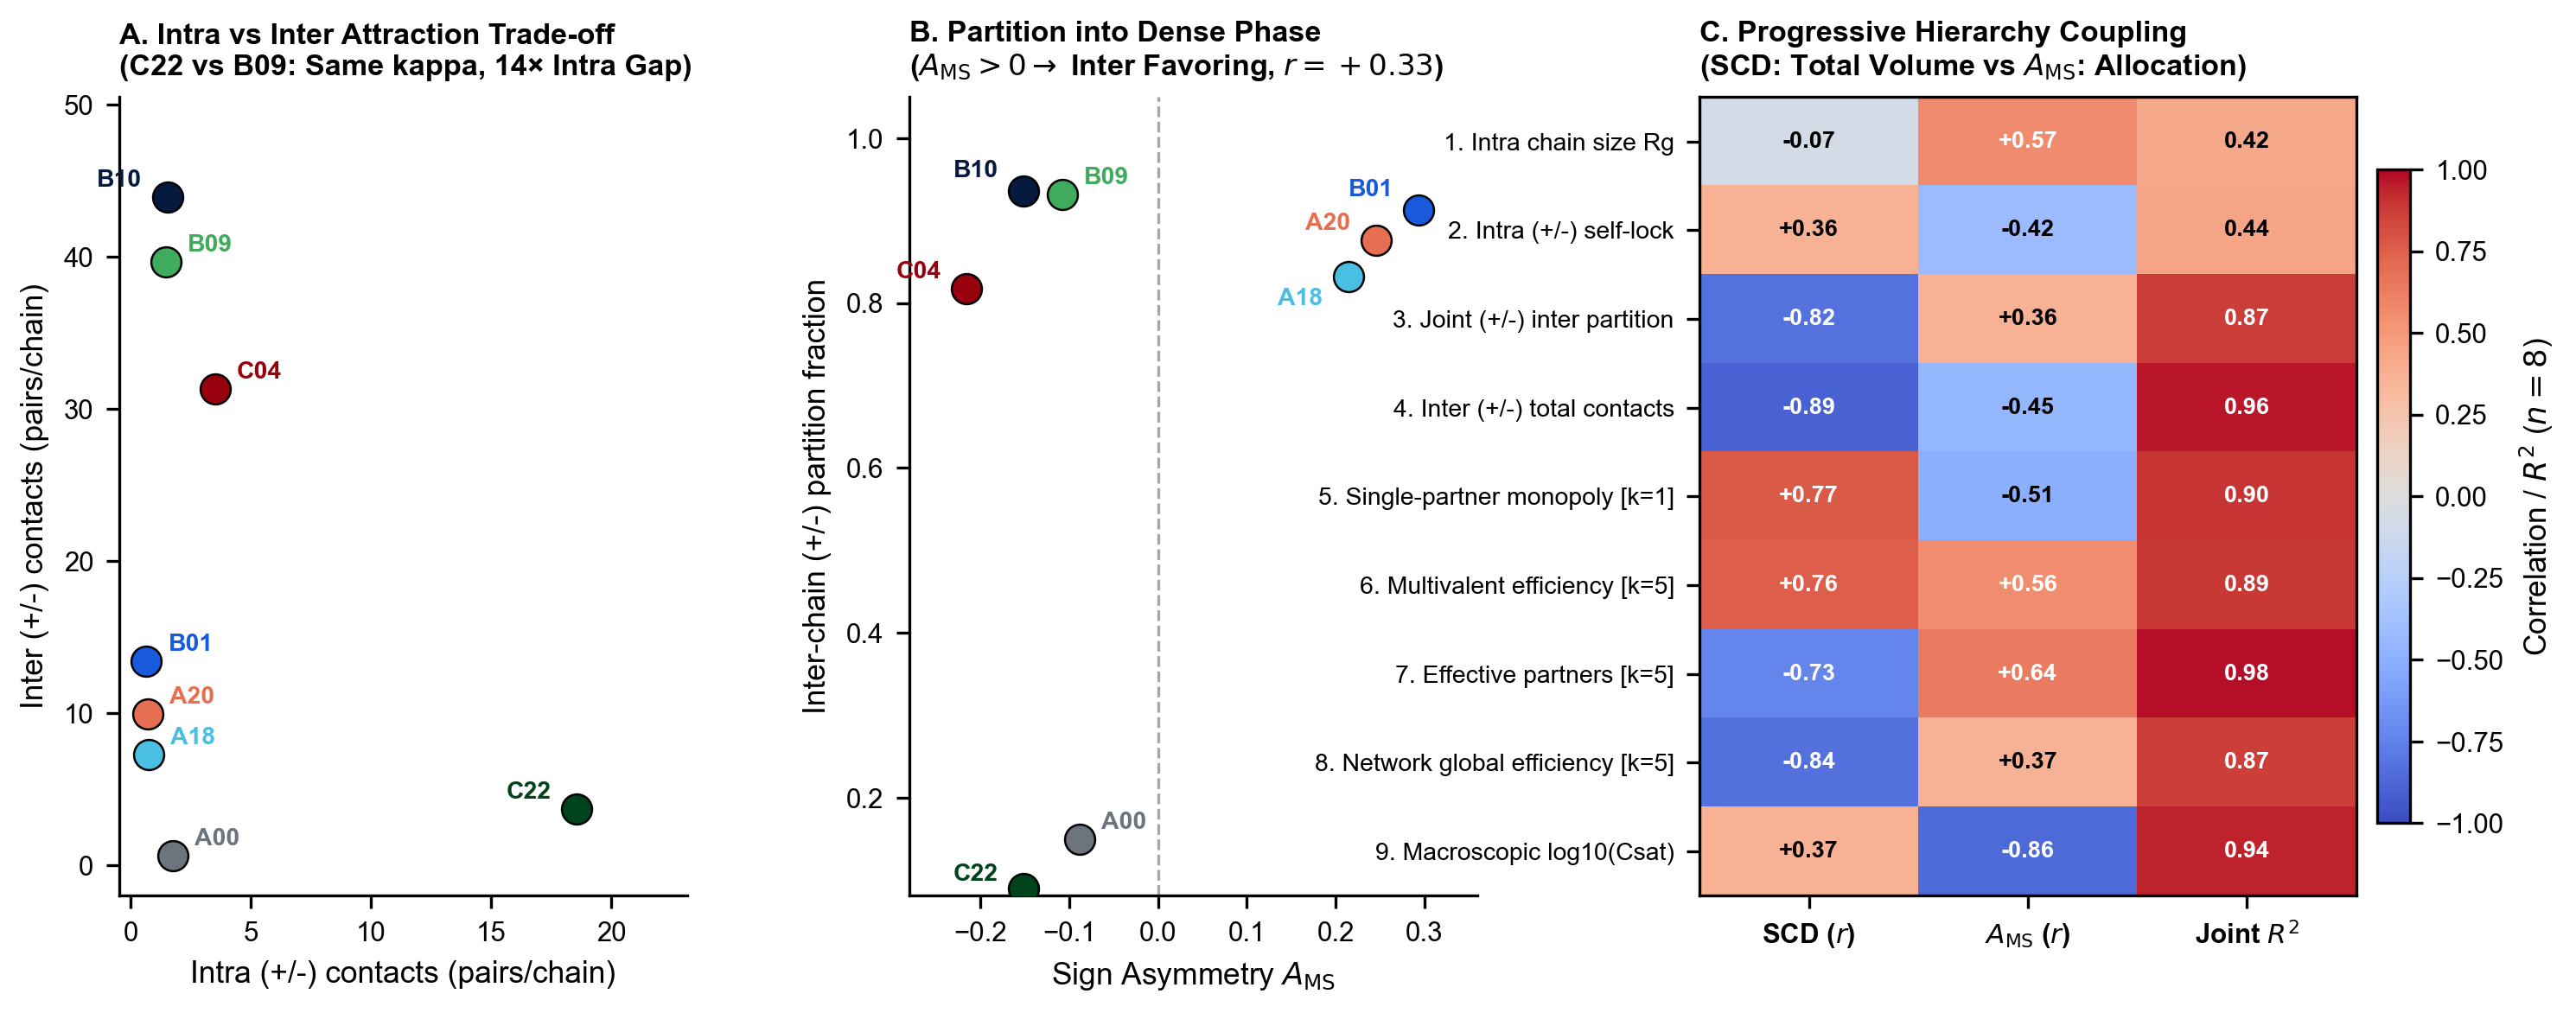 A. Intra vs Inter Attraction Trade-off
(C22 vs B09: Same kappa, 14× Intra Gap)
Inter (+/-) contacts (pairs/chain)
50
40
30
20
10
0
B10
B09
C04
B01
A20
A18
C22
A00
0
5
10
15
20
Intra (+/-) contacts (pairs/chain)
B. Partition into Dense Phase
(A_MS > 0 → Inter Favoring, r = +0.33)
Inter-chain (+/-) partition fraction
1.0
0.8
0.6
0.4
0.2
B10
B09
B01
A20
C04
A18
A00
C22
−0.2
−0.1
0.0
0.1
0.2
0.3
Sign Asymmetry A_MS
C. Progressive Hierarchy Coupling
(SCD: Total Volume vs A_MS: Allocation)
1. Intra chain size Rg -0.07 +0.57 0.42
2. Intra (+/-) self-lock +0.36 -0.42 0.44
3. Joint (+/-) inter partition -0.82 +0.36 0.87
4. Inter (+/-) total contacts -0.89 -0.45 0.96
5. Single-partner monopoly [k=1] +0.77 -0.51 0.90
6. Multivalent efficiency [k=5] +0.76 +0.56 0.89
7. Effective partners [k=5] -0.73 +0.64 0.98
8. Network global efficiency [k=5] -0.84 +0.37 0.87
9. Macroscopic log10(Csat) +0.37 -0.86 0.94
SCD (r)
A_MS (r)
Joint R²
1.00
0.75
0.50
0.25
0.00
−0.25
−0.50
−0.75
−1.00
Correlation / R² (n = 8)